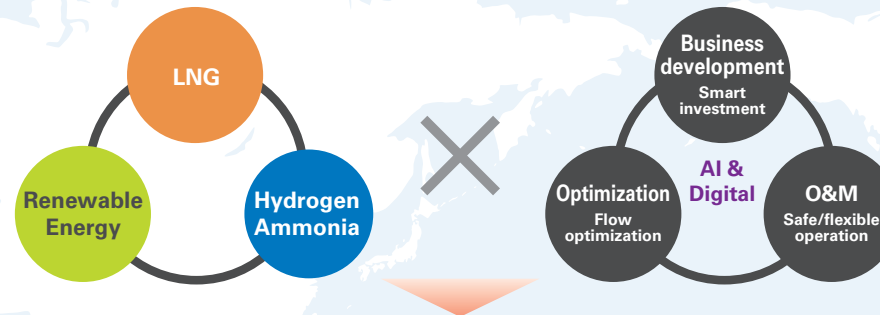 LNG
Renewable
Energy
Hydrogen
Ammonia
Business
development
Smart
investment
AI &
Digital
Optimization
Flow
optimization
O&M
Safe/flexible
operation